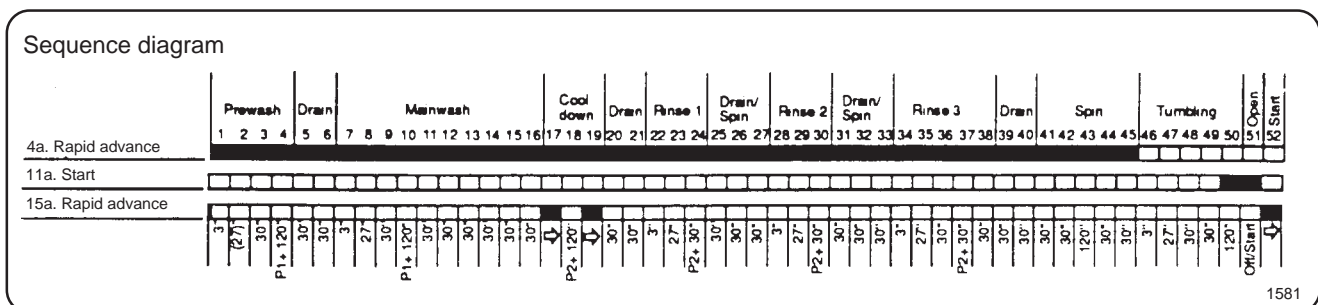 Sequence diagram
Prewash Drain Mainwash Cool down Drain Rinse 1 Drain/ Spin Rinse 2 Drain/ Spin Rinse 3 Drain Spin Tumbling Open Start
1 2 3 4 5 6 7 8 9 10 11 12 13 14 15 16 17 18 19 20 21 22 23 24 25 26 27 28 29 30 31 32 33 34 35 36 37 38 39 40 41 42 43 44 45 46 47 48 49 50 51 52
4a. Rapid advance
11a. Start
15a. Rapid advance
3" (27) 30" P1+ 120" 30" 30" 3" 27" 30" P1+ 120" 30" 30" 30" 30" 30" 30" ⇨ P2+ 120" ⇨ 30" 30" 3" 27" P2+ 30" 30" 30" 30" 3" 27" P2+ 30" 30" 30" 30" 3" 27" 30" P2+ 30" 30" 30" 30" 30" 30" 120" 30" 30" 3" 27" 30" 30" 120" Off/Start ⇨
1581